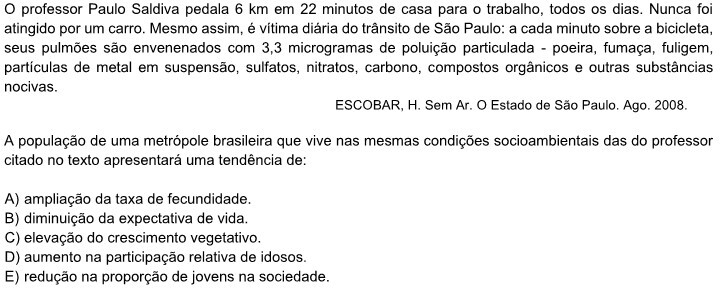 O professor Paulo Saldiva pedala 6 km em 22 minutos de casa para o trabalho, todos os dias. Nunca foi
atingido por um carro. Mesmo assim, é vítima diária do trânsito de São Paulo: a cada minuto sobre a bicicleta,
seus pulmões são envenenados com 3,3 microgramas de poluição particulada - poeira, fumaça, fuligem,
partículas de metal em suspensão, sulfatos, nitratos, carbono, compostos orgânicos e outras substâncias
nocivas.
ESCOBAR, H. Sem Ar. O Estado de São Paulo. Ago. 2008.
A população de uma metrópole brasileira que vive nas mesmas condições socioambientais das do professor
citado no texto apresentará uma tendência de:
A) ampliação da taxa de fecundidade.
B) diminuição da expectativa de vida.
C) elevação do crescimento vegetativo.
D) aumento na participação relativa de idosos.
E) redução na proporção de jovens na sociedade.